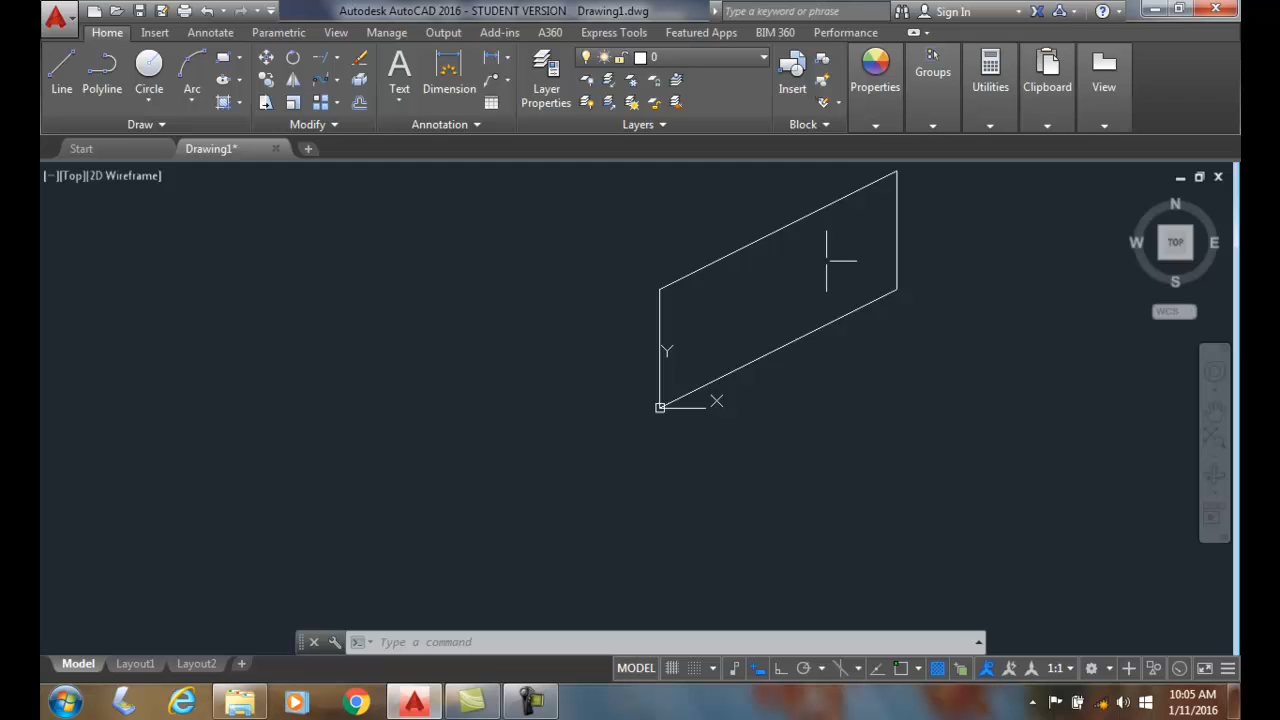 Autodesk AutoCAD 2016 - STUDENT VERSION Drawing1.dwg
Type a keyword or phrase
Sign In
Home Insert Annotate Parametric View Manage Output Add-ins A360 Express Tools Featured Apps BIM 360 Performance
0
Line Polyline Circle Arc
Text Dimension
Layer Properties
Insert
Properties
Groups
Utilities
Clipboard
View
Draw Modify Annotation Layers Block
Start Drawing1*
[−][Top][2D Wireframe]
N
W TOP E
S
WCS
Y
X
Type a command
Model Layout1 Layout2
MODEL
1:1
10:05 AM
1/11/2016